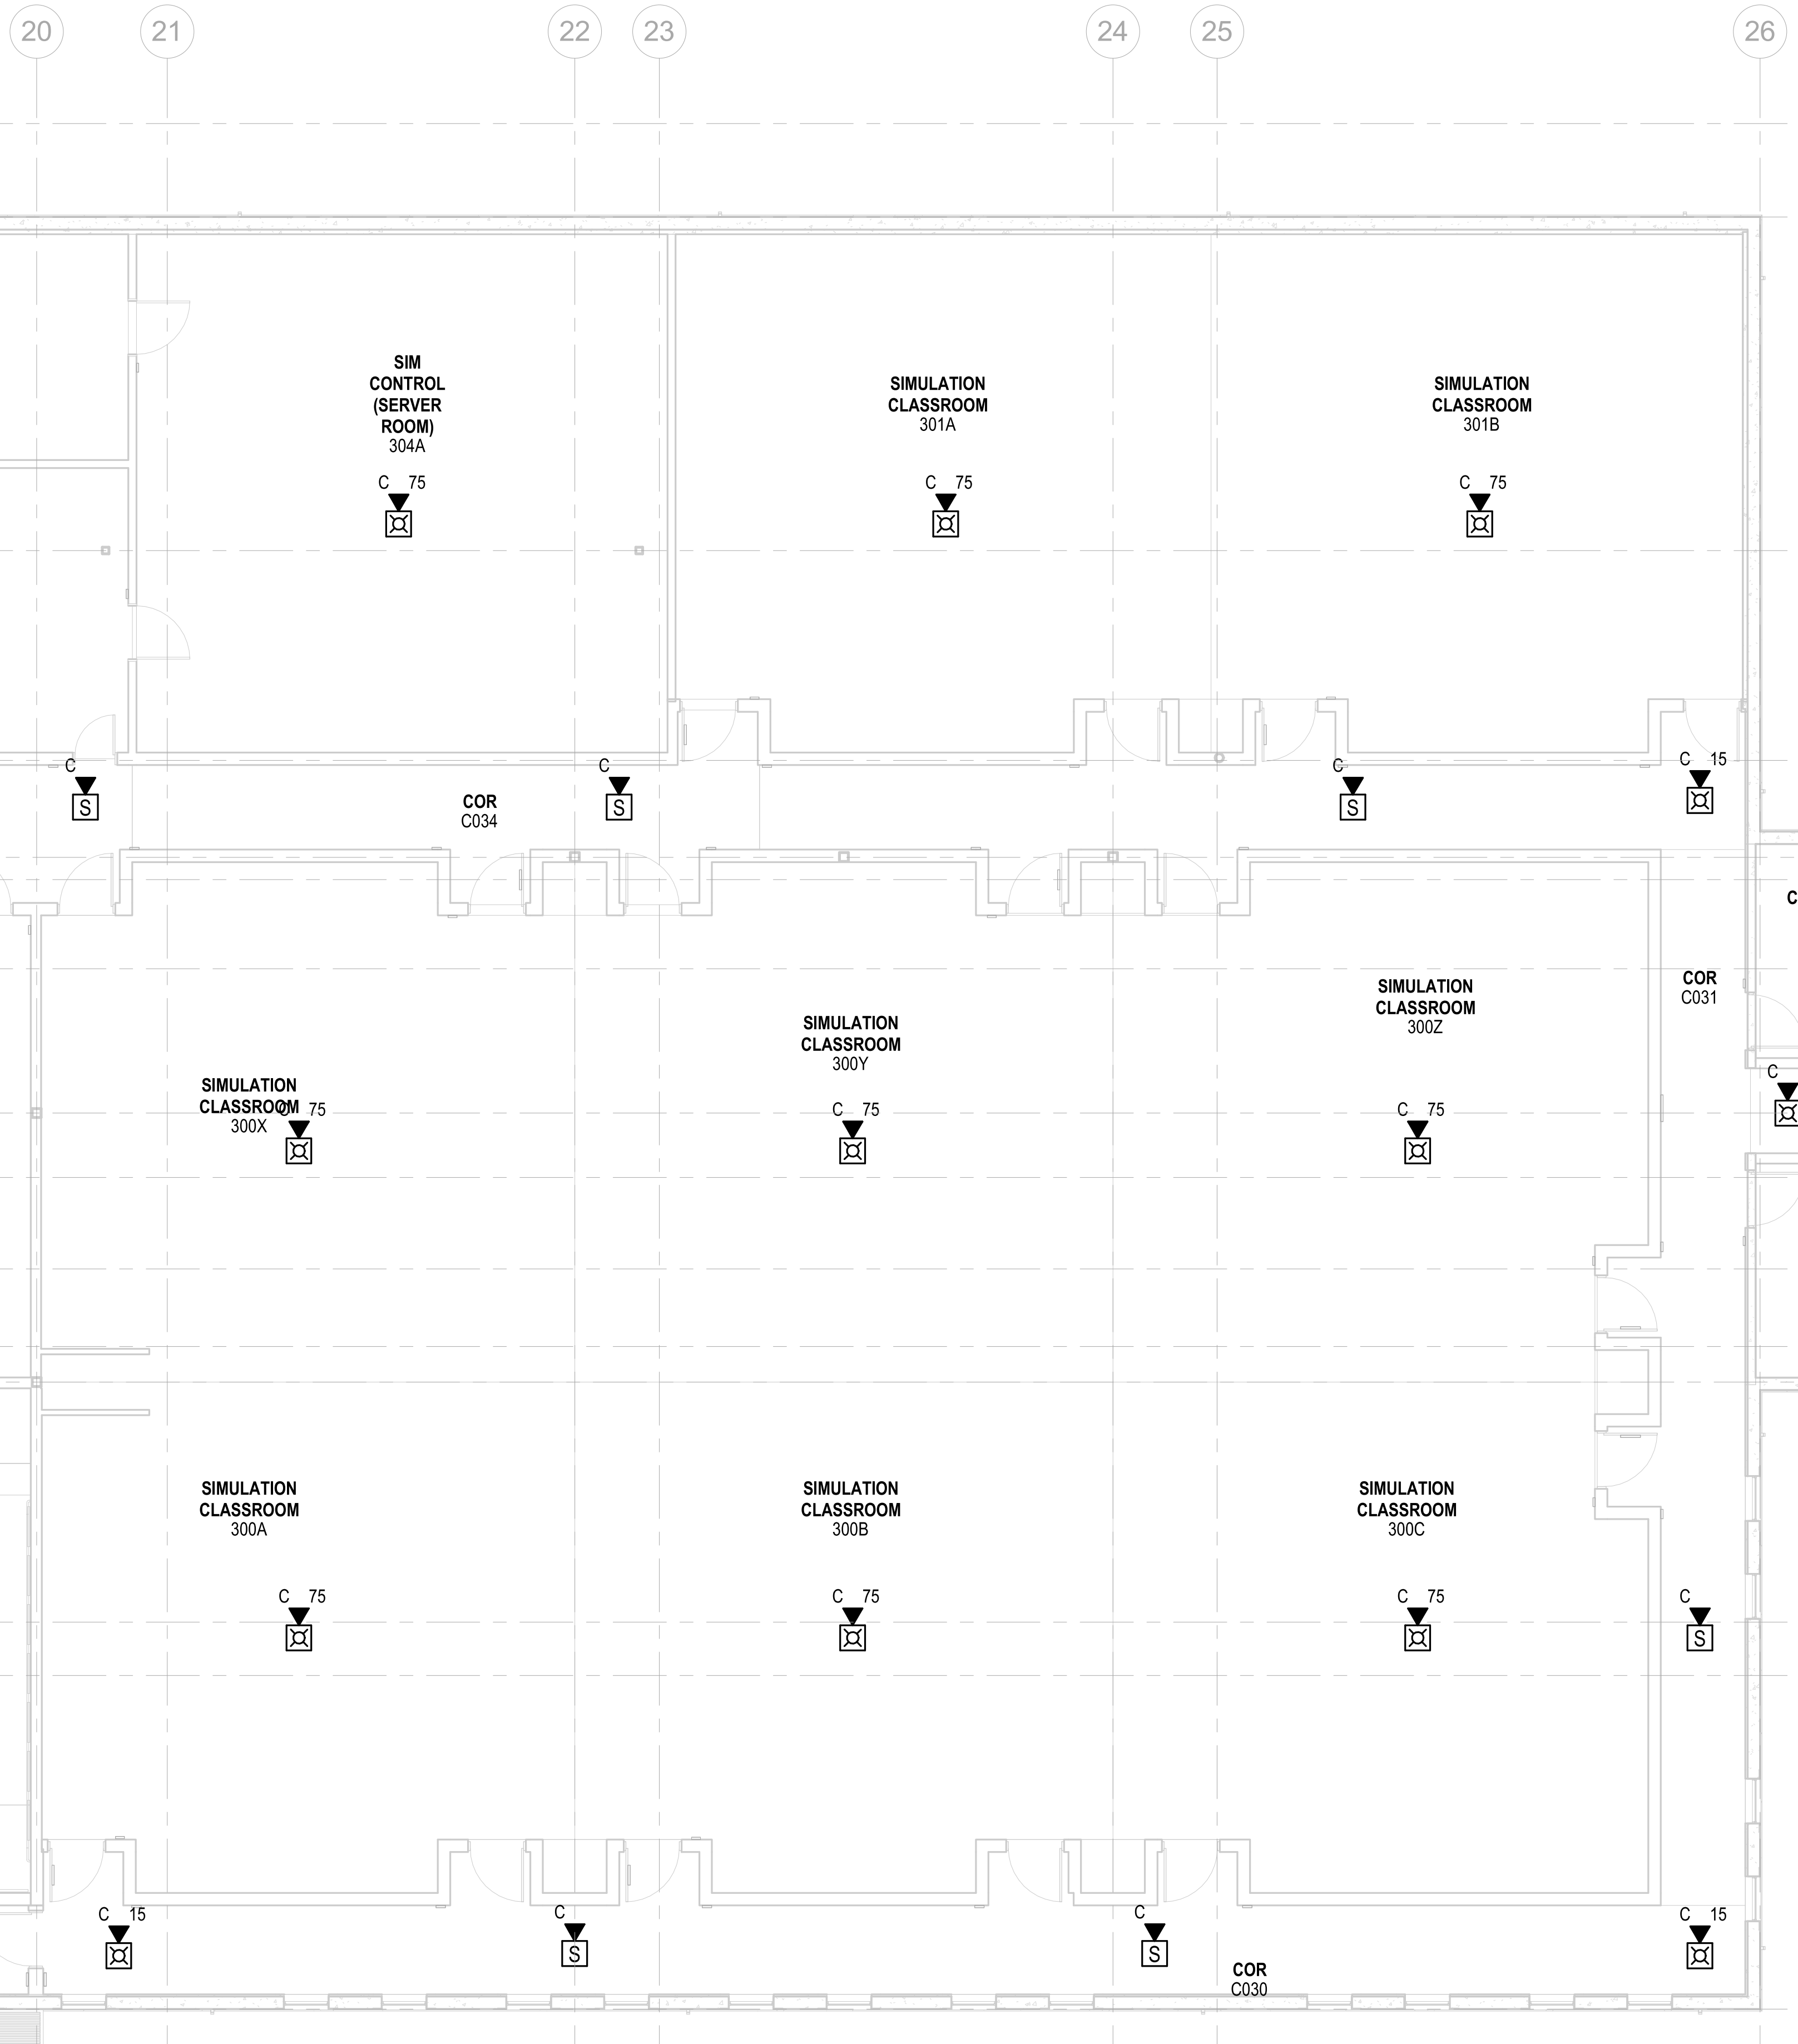 20 21 22 23 24 25 26
SIM
CONTROL
(SERVER
ROOM)
304A
C 75
SIMULATION
CLASSROOM
301A
C 75
SIMULATION
CLASSROOM
301B
C 75
C
S
COR
C034
C
S
C
S
C 15
C
COR
C031
SIMULATION
CLASSROOM
300X
C 75
SIMULATION
CLASSROOM
300Y
C 75
SIMULATION
CLASSROOM
300Z
C 75
C
SIMULATION
CLASSROOM
300A
C 75
SIMULATION
CLASSROOM
300B
C 75
SIMULATION
CLASSROOM
300C
C 75
C
S
C 15
C
S
C
S
COR
C030
C 15